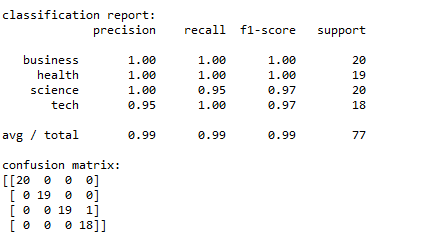 classification report:
precision recall f1-score support
business 1.00 1.00 1.00 20
health 1.00 1.00 1.00 19
science 1.00 0.95 0.97 20
tech 0.95 1.00 0.97 18
avg / total 0.99 0.99 0.99 77
confusion matrix:
[[20 0 0 0]
[ 0 19 0 0]
[ 0 0 19 1]
[ 0 0 0 18]]